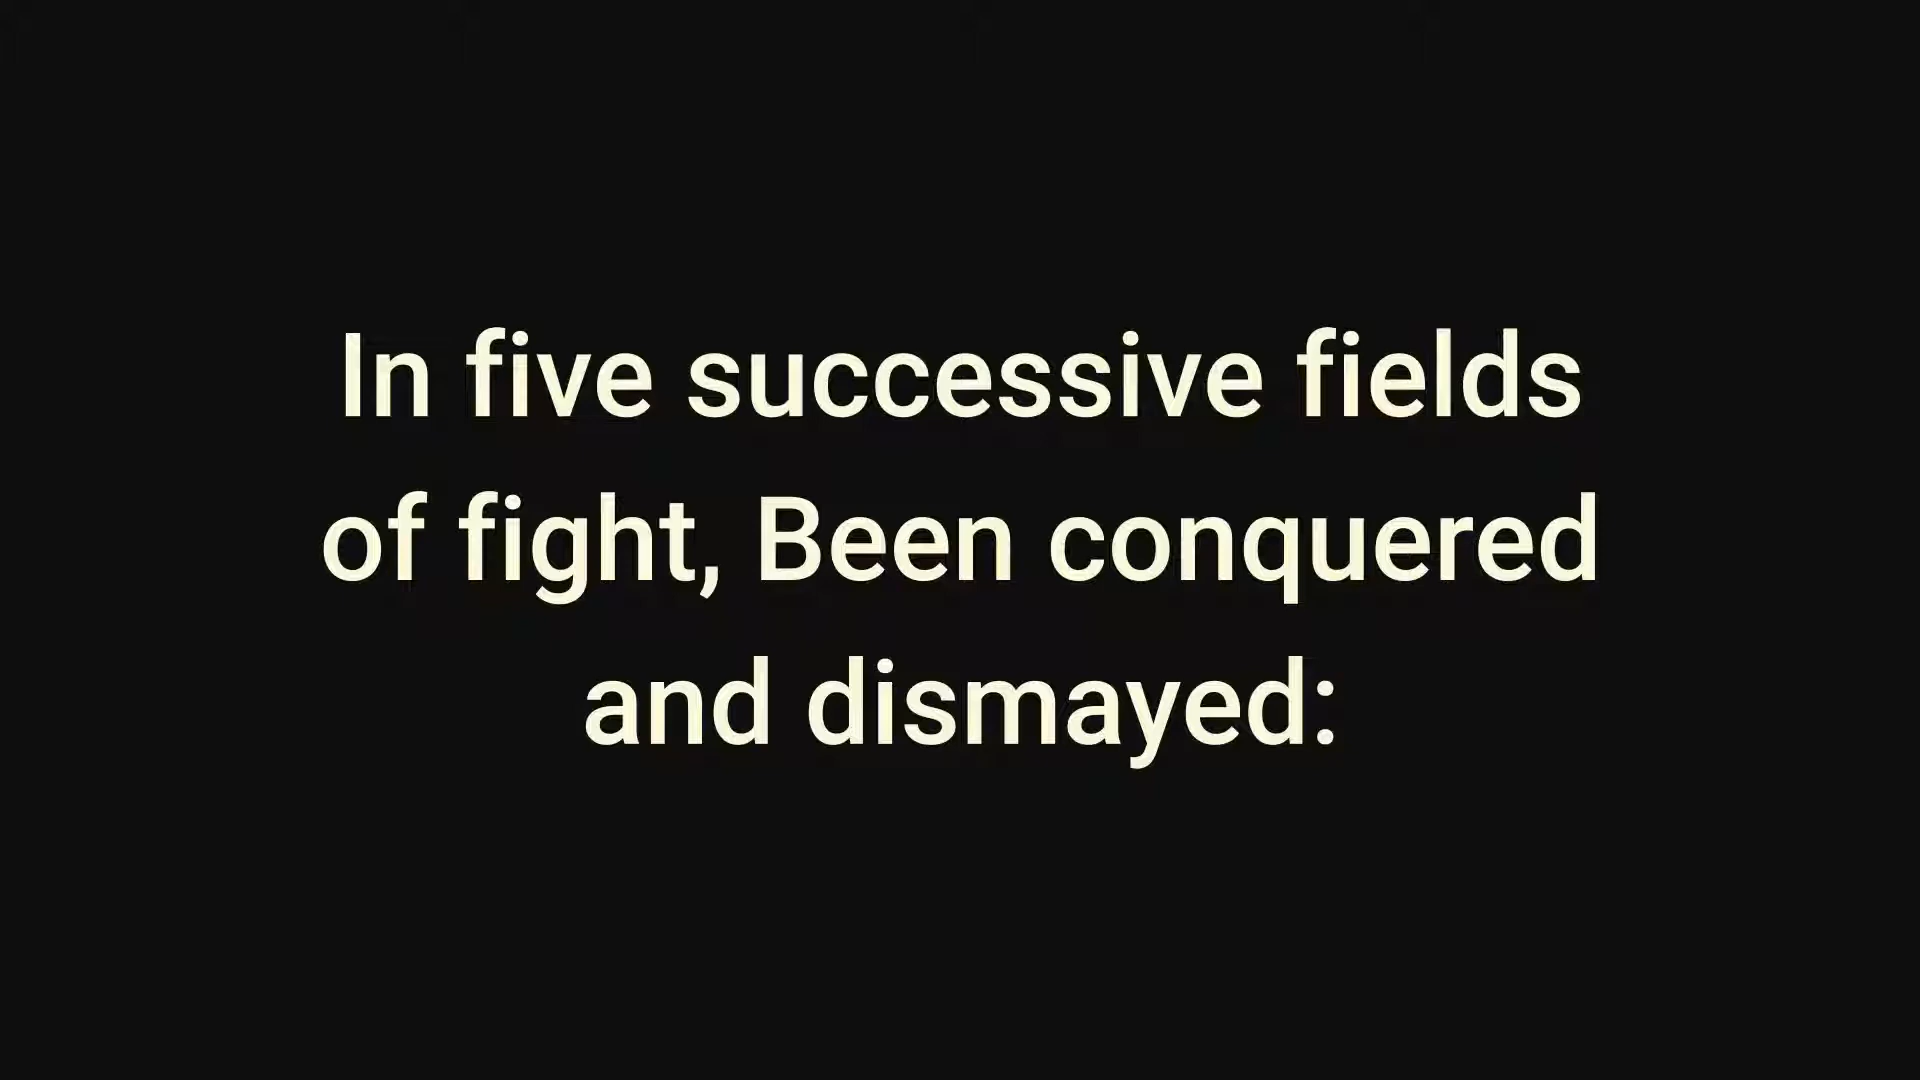 In five successive fields
of fight, Been conquered
and dismayed: